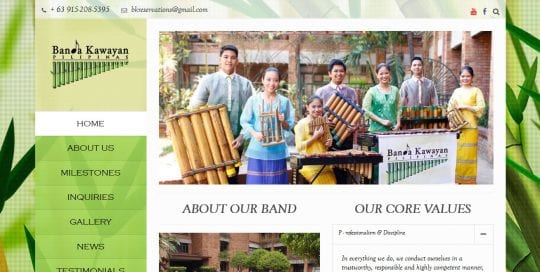 + 63 915-208-5395
bkreservations@gmail.com
Banda Kawayan
PILIPINAS
HOME
ABOUT US
MILESTONES
INQUIRIES
GALLERY
NEWS
TESTIMONIALS
Banda Kawayan
PILIPINAS
ABOUT OUR BAND
OUR CORE VALUES
Professionalism & Discipline
In everything we do, we conduct ourselves in a
trustworthy, responsible and highly competent manner,